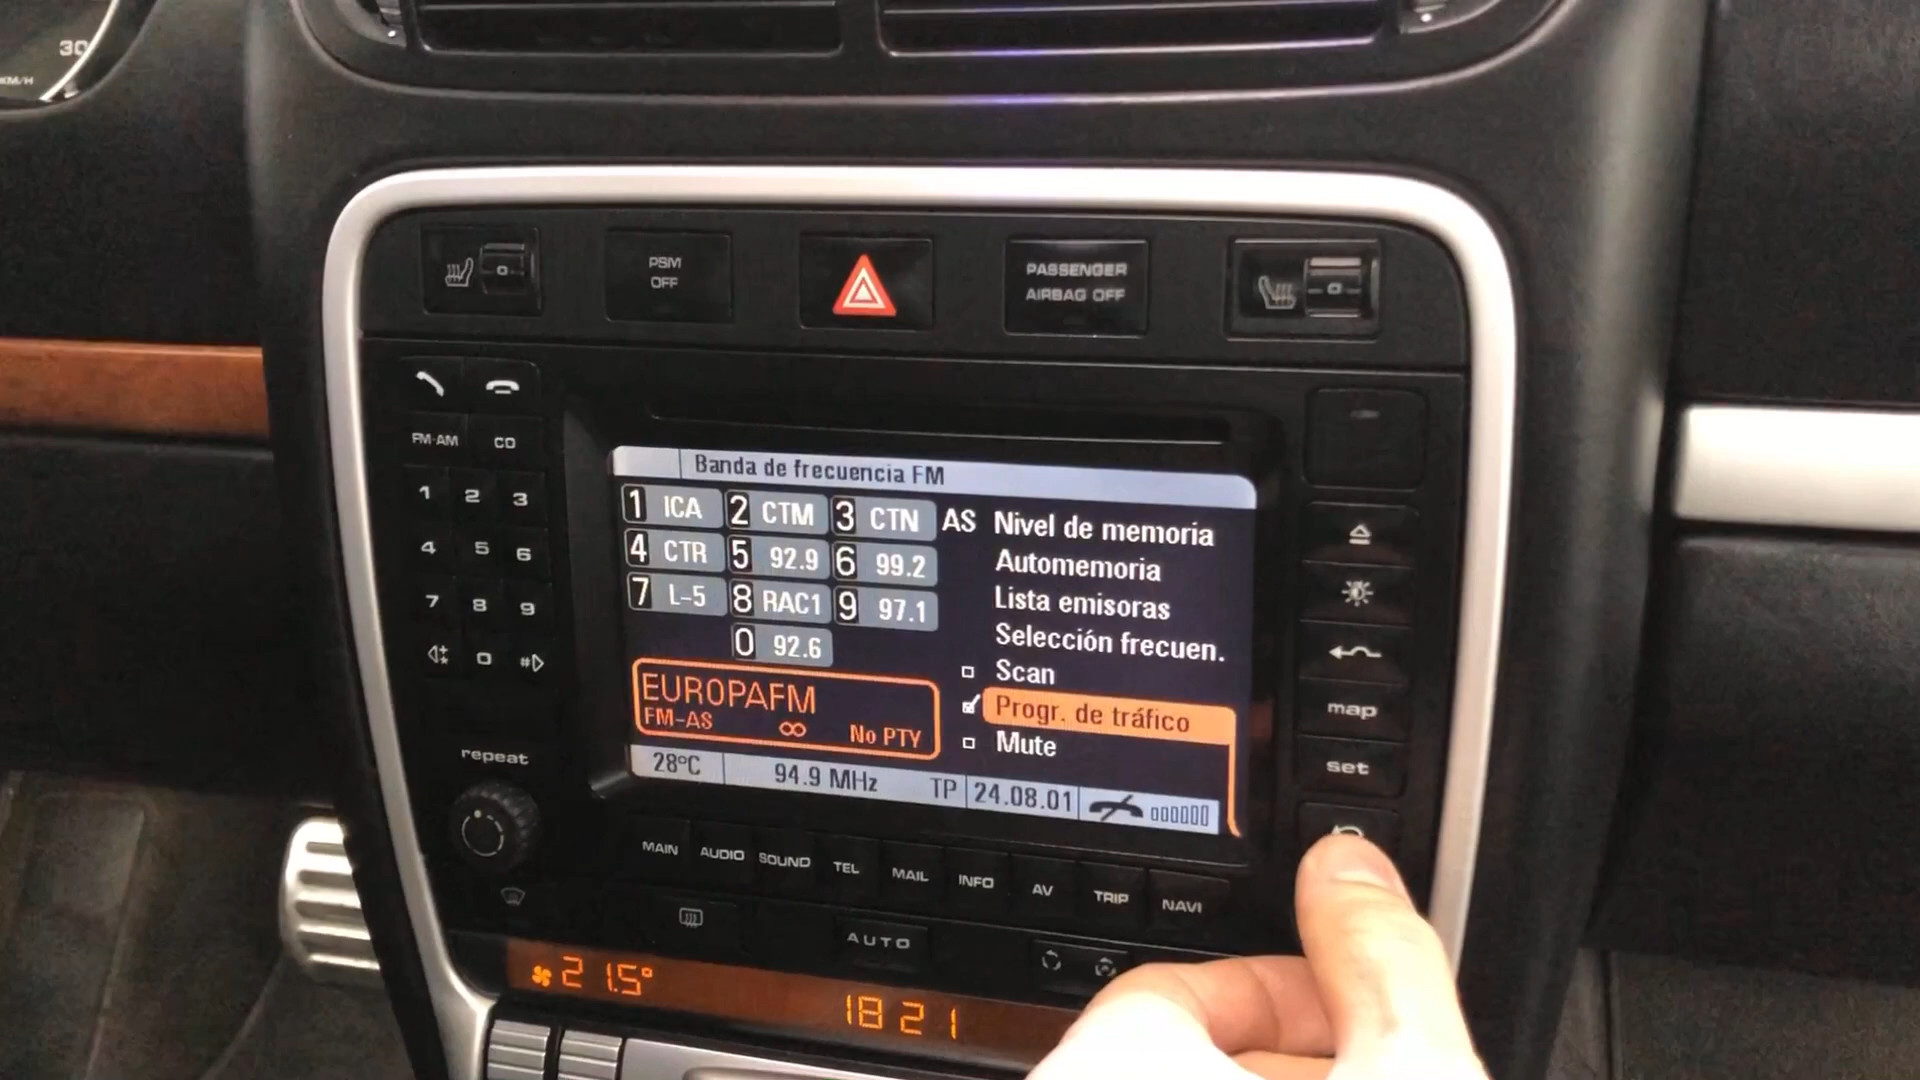 30
KM/H
PSM
OFF
PASSENGER
AIRBAG OFF
FM·AM CD
1 2 3
4 5 6
7 8 9
0 #
repeat
Banda de frecuencia FM
1 ICA 2 CTM 3 CTN AS
4 CTR 5 92.9 6 99.2
7 L-5 8 RAC1 9 97.1
0 92.6
Nivel de memoria
Automemoria
Lista emisoras
Selección frecuen.
Scan
Progr. de tráfico
Mute
EUROPAFM
FM-AS ∞ No PTY
28°C 94.9 MHz TP 24.08.01
map
set
MAIN AUDIO SOUND TEL MAIL INFO AV TRIP NAVI
AUTO
21.5°
18 21